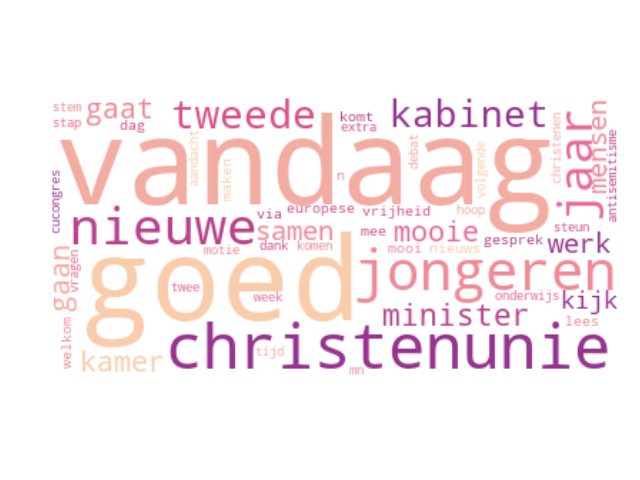 stem gaat tweede komt kabinet
stap dag extra
vandaag
aandacht maken n debat volgende christenen jaar mensen antisemitisme
cucongres
nieuwe via europese vrijheid hoop
samen mee mooie gesprek steun werk
motie dank komen mooi nieuws
gaan vragen goed jongeren
twee week onderwijs kijk
minister lees
welkom kamer christenunie
tijd mn